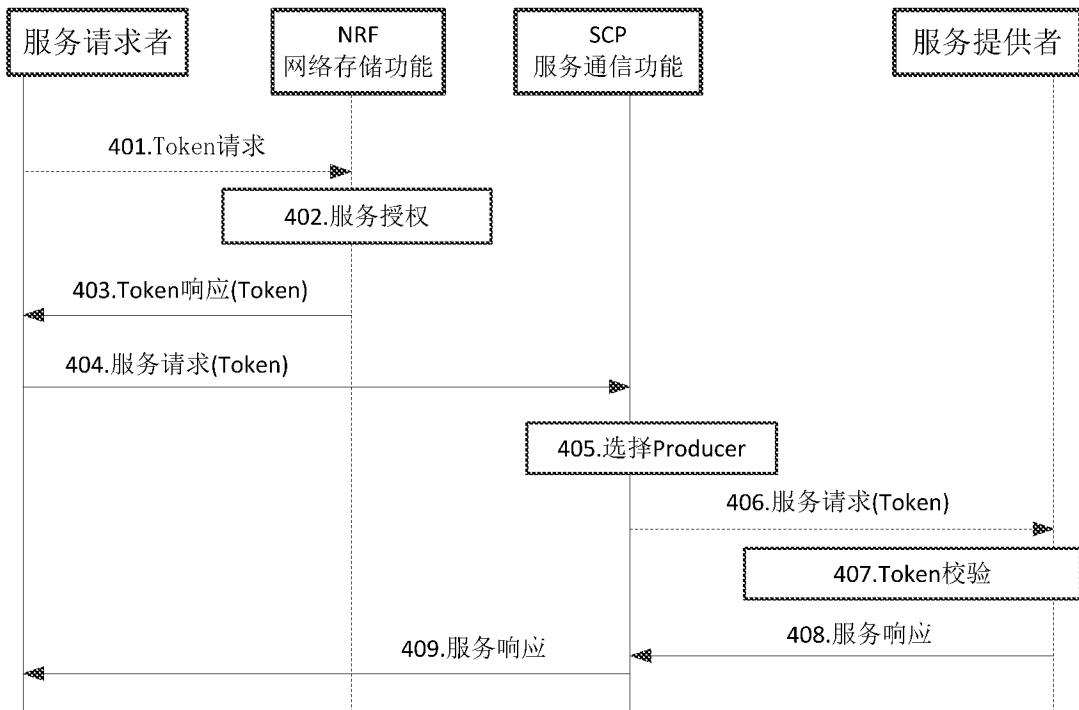 服务请求者
NRF
网络存储功能
SCP
服务通信功能
服务提供者
401.Token请求
402.服务授权
403.Token响应(Token)
404.服务请求(Token)
405.选择Producer
406.服务请求(Token)
407.Token校验
408.服务响应
409.服务响应